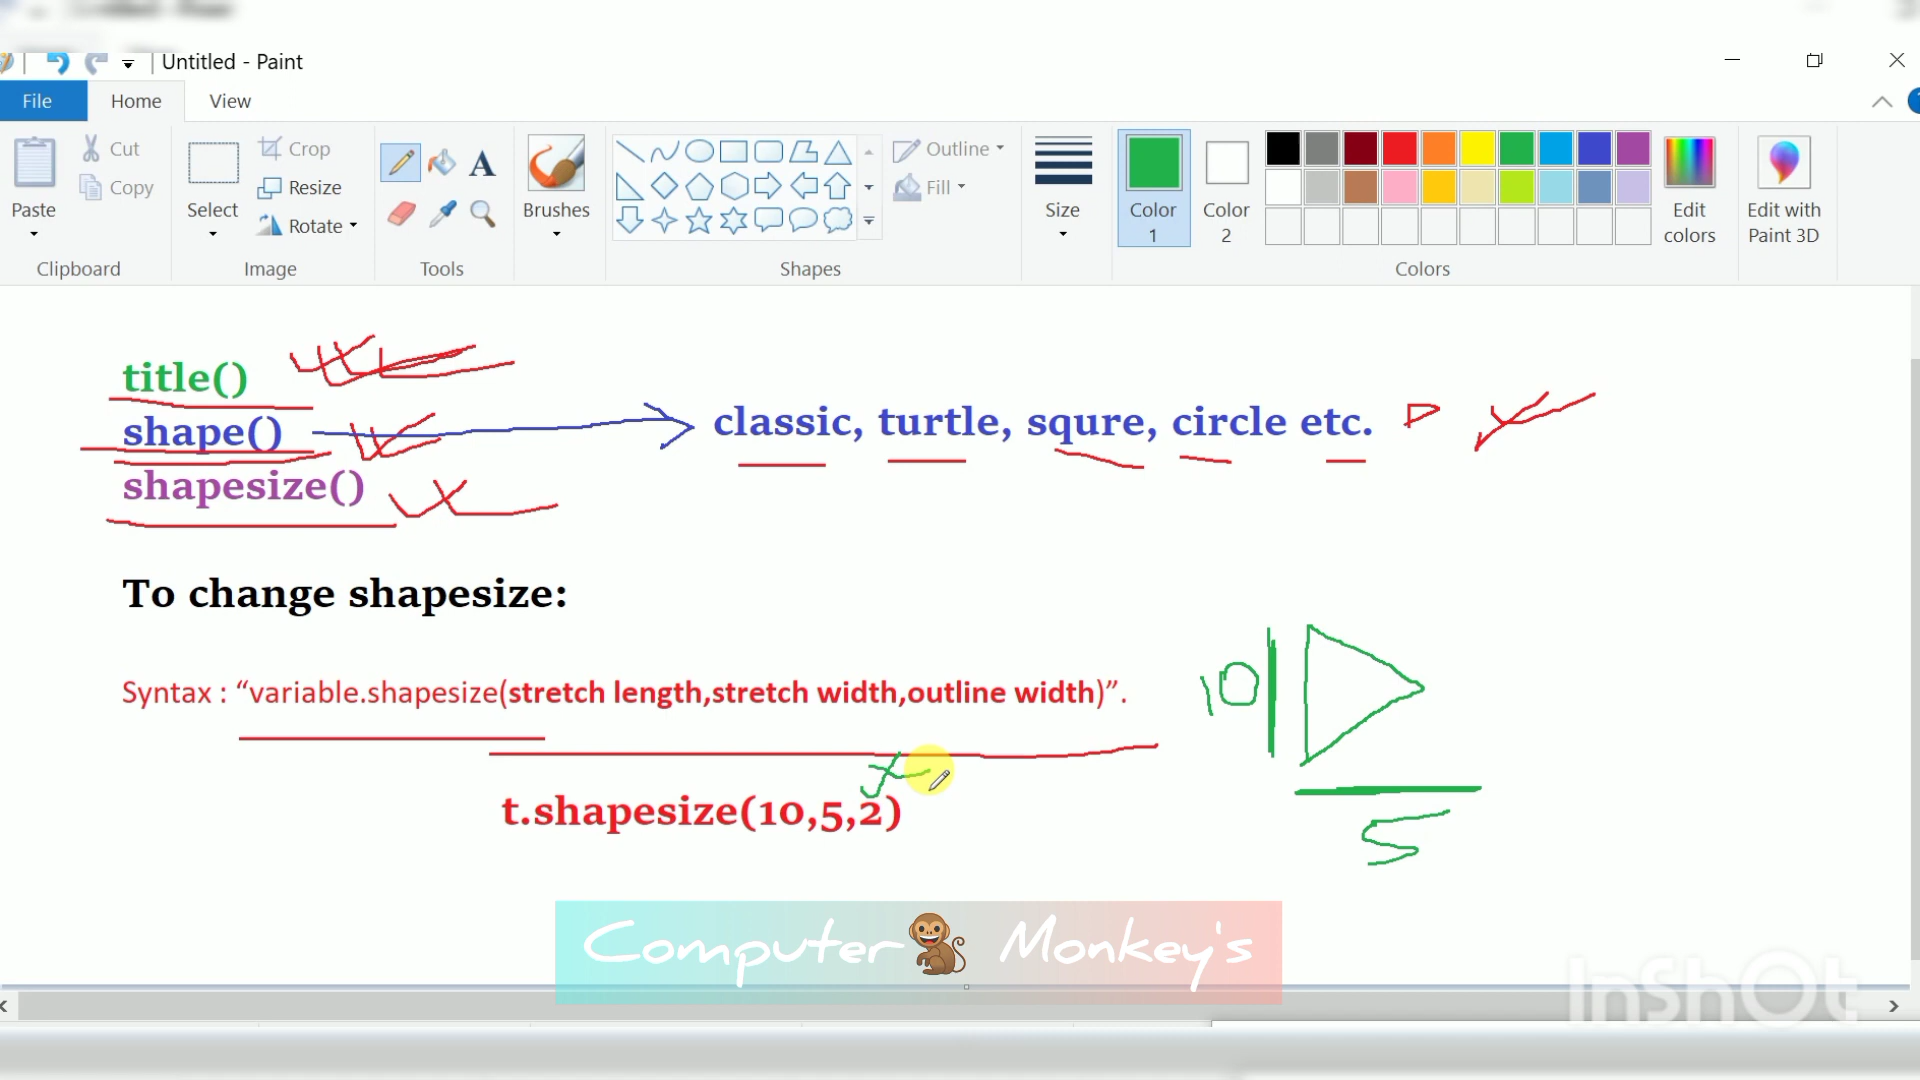 Untitled - Paint
File Home View
Paste
Cut
Copy
Clipboard
Select
Crop
Resize
Rotate
Image
Tools
Brushes
Shapes
Outline
Fill
Size
Color 1
Color 2
Edit colors
Colors
Edit with Paint 3D
title()
shape() classic, turtle, squre, circle etc.
shapesize()
To change shapesize:
Syntax : “variable.shapesize(stretch length,stretch width,outline width)”.
10
t.shapesize(10,5,2)
5
Computer Monkey's
InShOt